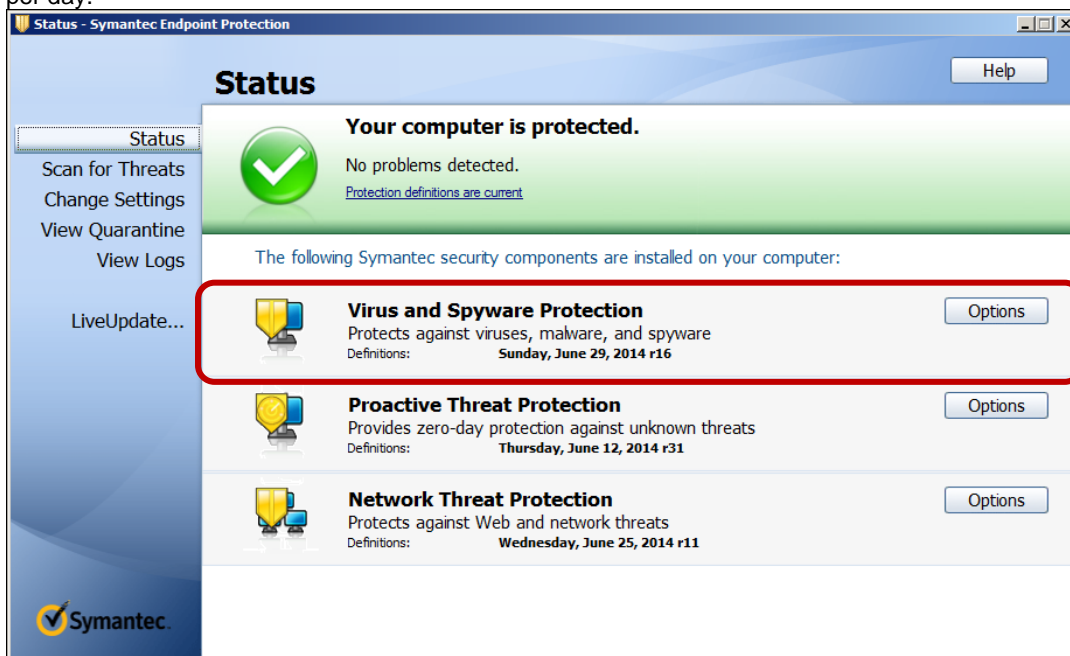 per day.
Status - Symantec Endpoint Protection
Status
Help
Status
Scan for Threats
Change Settings
View Quarantine
View Logs
LiveUpdate...
Your computer is protected.
No problems detected.
Protection definitions are current
The following Symantec security components are installed on your computer:
Virus and Spyware Protection
Options
Protects against viruses, malware, and spyware
Definitions: Sunday, June 29, 2014 r16
Proactive Threat Protection
Options
Provides zero-day protection against unknown threats
Definitions: Thursday, June 12, 2014 r31
Network Threat Protection
Options
Protects against Web and network threats
Definitions: Wednesday, June 25, 2014 r11
Symantec.